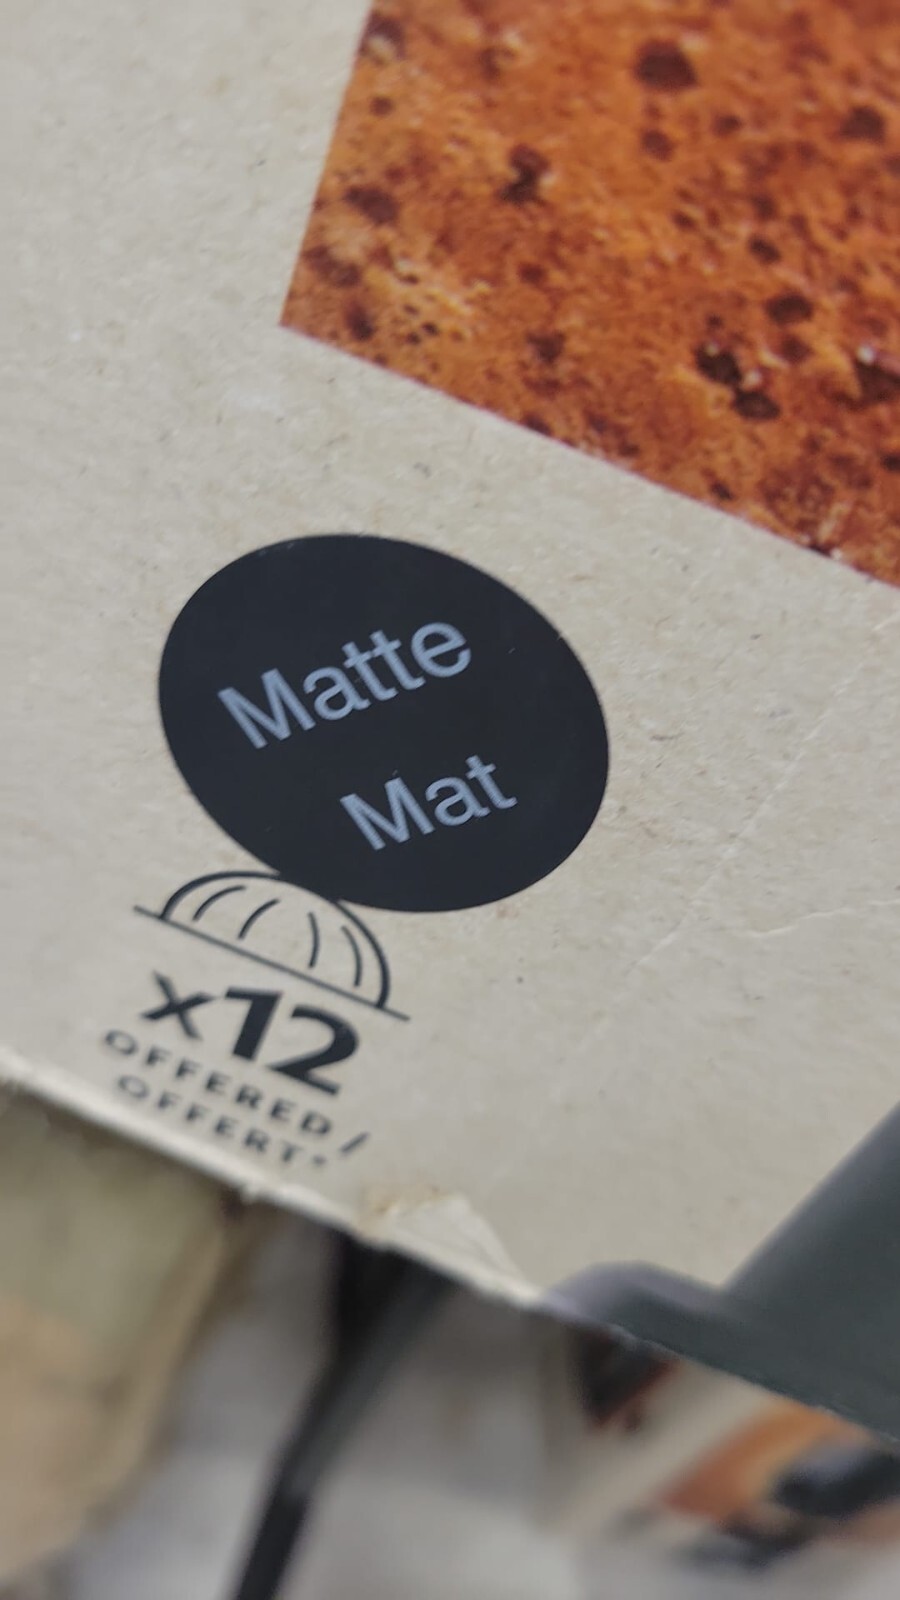 Matte
Mat
x12
OFFERED/
OFFERT*